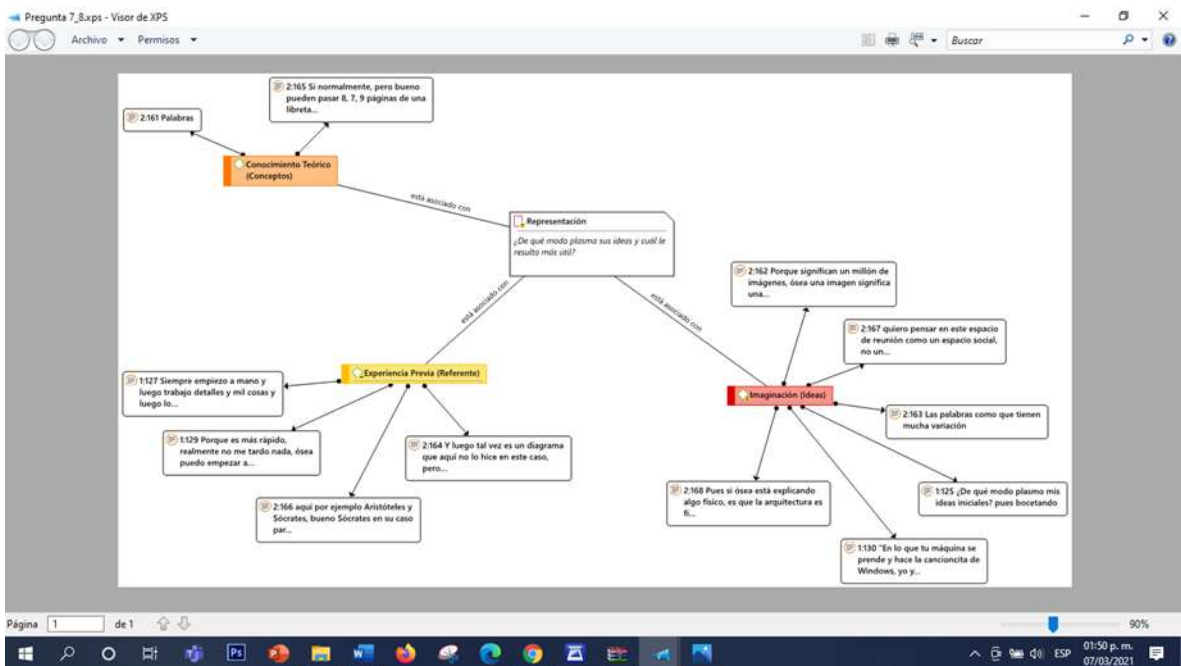 Pregunta 7_8.xps - Visor de XPS
Archivo Permisos
Buscar
2:165 Si normalmente, pero bueno
pueden pasar 8, 7, 9 páginas de una
libreta...
2:161 Palabras
Conocimiento Teórico
(Conceptos)
está asociado con
Representación
¿De qué modo plasma sus ideas y cuál le
resulta más útil?
está asociado con
está asociado con
2:162 Porque significan un millón de
imágenes, ósea una imagen significa
una...
2:167 quiero pensar en este espacio
de reunión como un espacio social,
no un...
Experiencia Previa (Referente)
1:127 Siempre empiezo a mano y
luego trabajo detalles y mil cosas y
luego lo...
Imaginación (Ideas)
2:163 Las palabras como que tienen
mucha variación
1:129 Porque es más rápido,
realmente no me tardo nada, ósea
puedo empezar a...
2:164 Y luego tal vez es un diagrama
que aquí no lo hice en este caso,
pero...
2:168 Pues si ósea está explicando
algo físico, es que la arquitectura es
fí...
1:125 ¿De qué modo plasmo mis
ideas iniciales? pues bocetando
2:166 aquí por ejemplo Aristóteles y
Sócrates, bueno Sócrates en su caso
par...
1:130 "En lo que tu máquina se
prende y hace la cancioncita de
Windows, yo y...
Página 1 de 1
90%
Ps
ESP
01:50 p. m.
07/03/2021